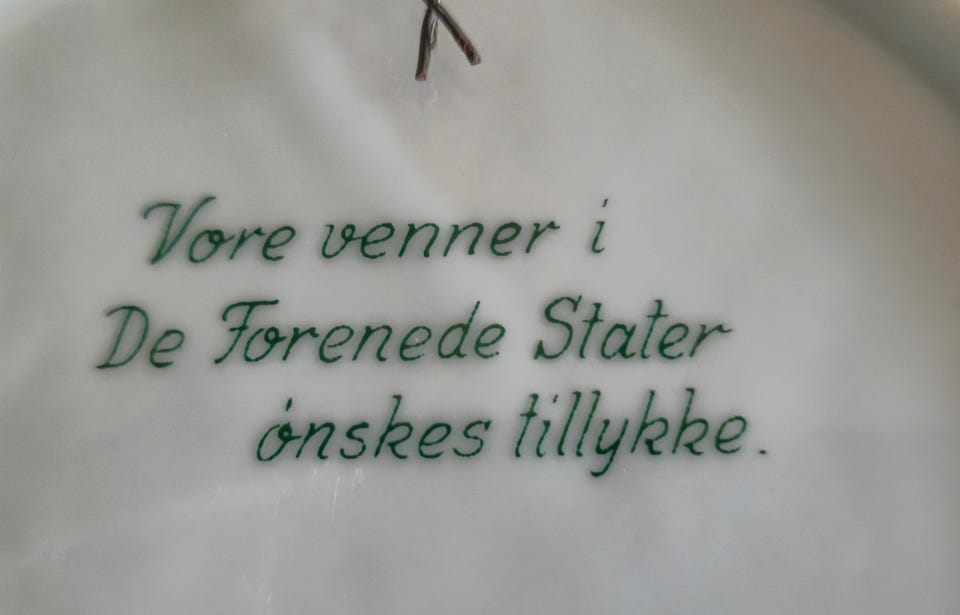 Vore venner i
De Forenede Stater
ønskes tillykke.